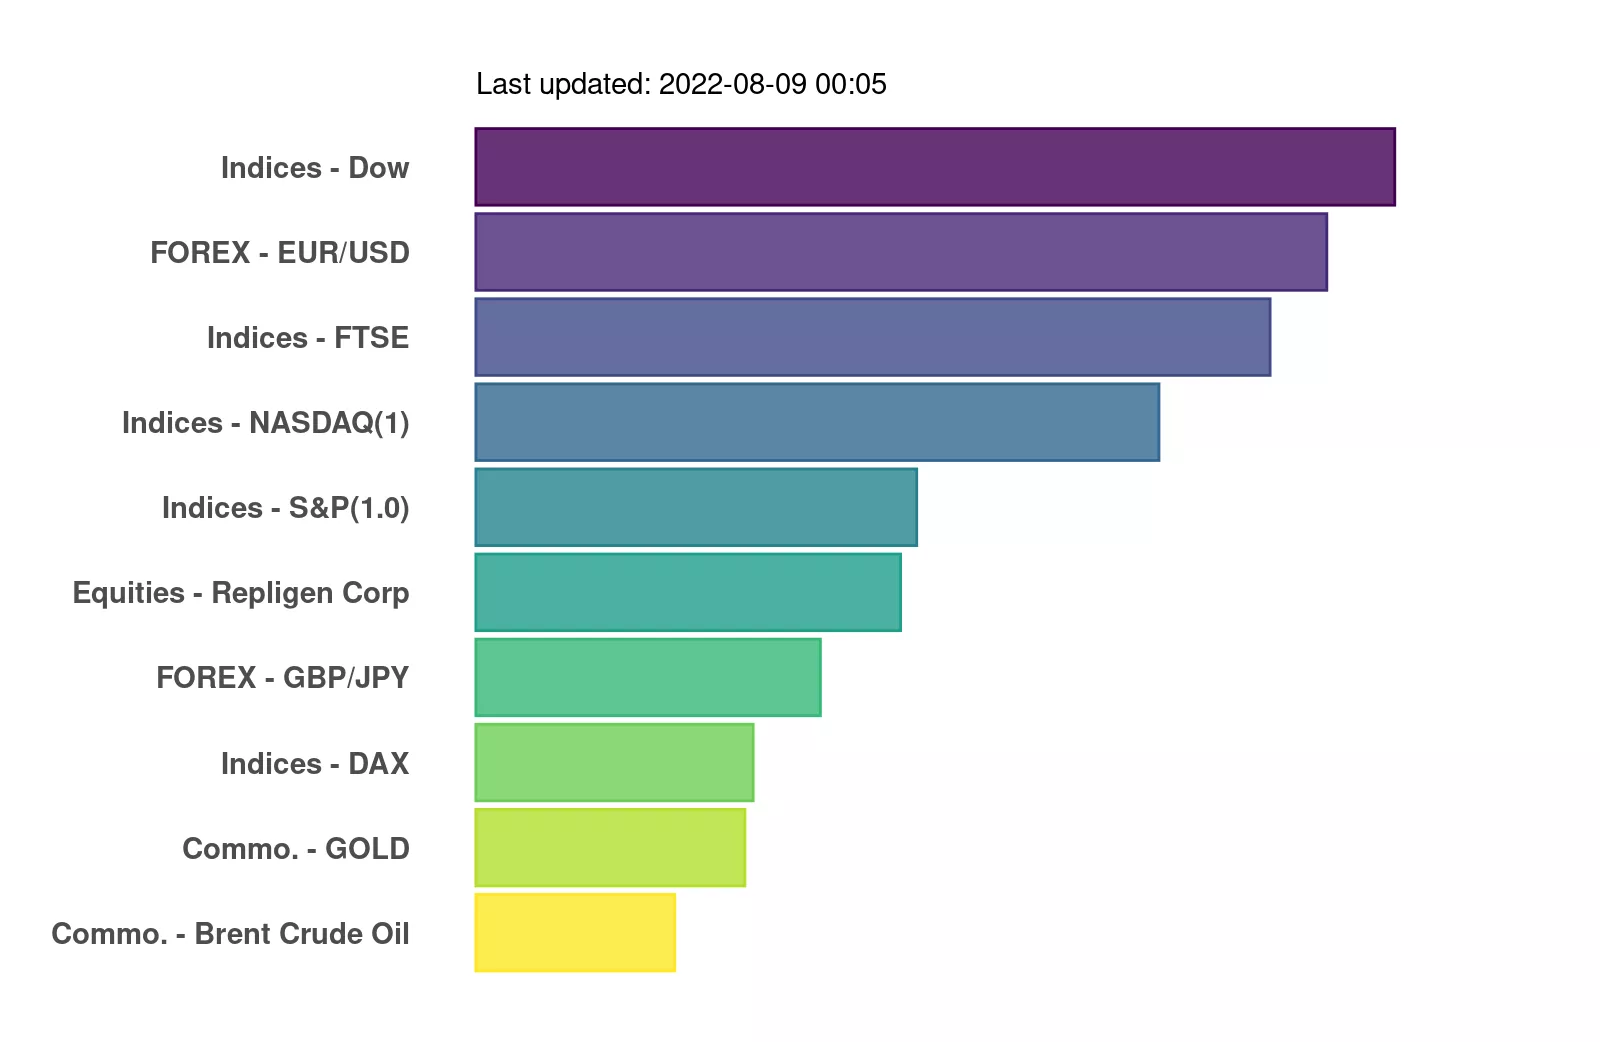 Last updated: 2022-08-09 00:05
Indices - Dow
FOREX - EUR/USD
Indices - FTSE
Indices - NASDAQ(1)
Indices - S&P(1.0)
Equities - Repligen Corp
FOREX - GBP/JPY
Indices - DAX
Commo. - GOLD
Commo. - Brent Crude Oil